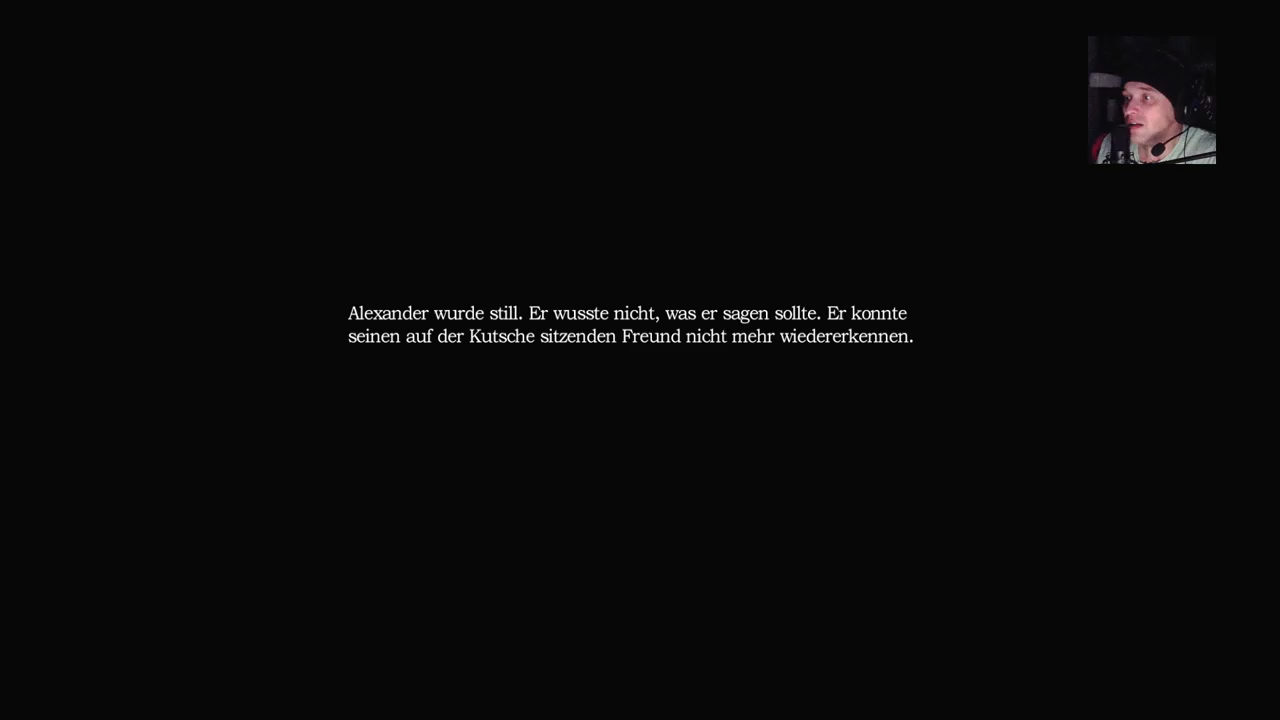 Alexander wurde still. Er wusste nicht, was er sagen sollte. Er konnte
seinen auf der Kutsche sitzenden Freund nicht mehr wiedererkennen.